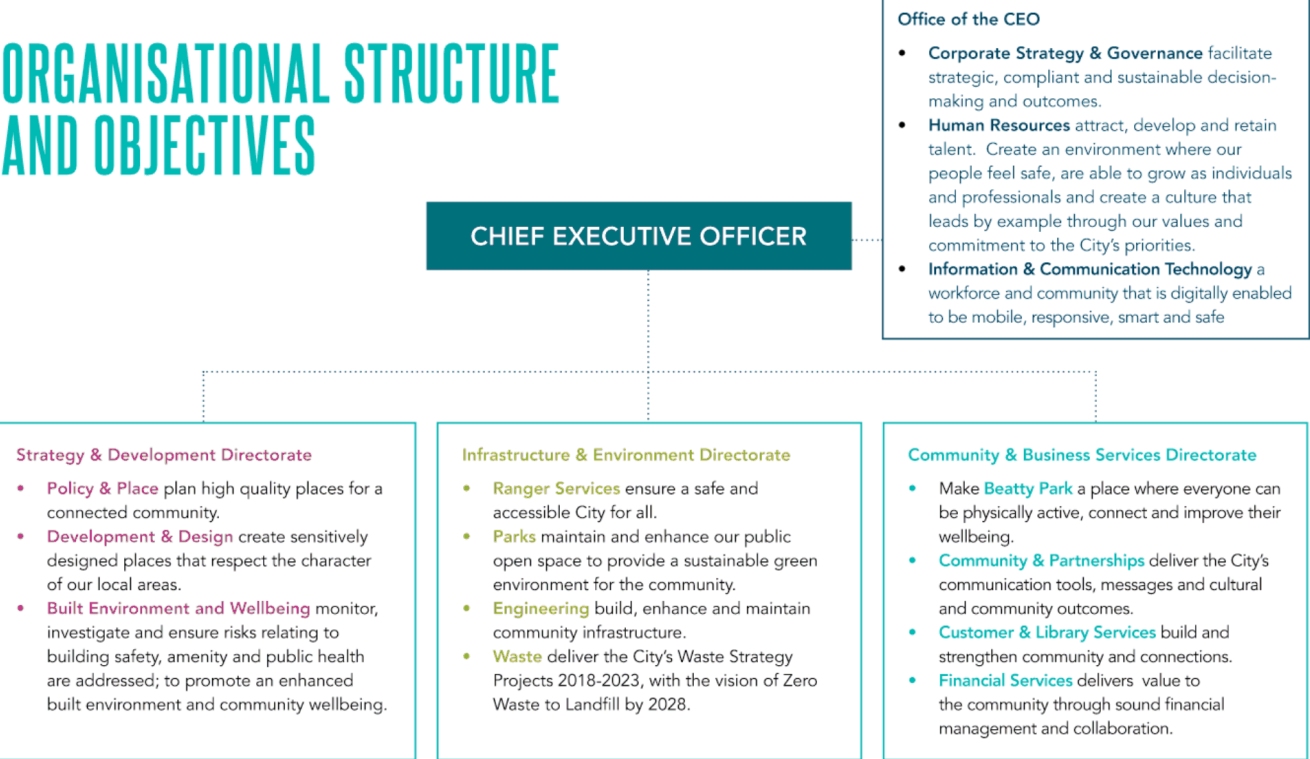 ORGANISATIONAL STRUCTURE
AND OBJECTIVES
Office of the CEO
• Corporate Strategy & Governance facilitate
strategic, compliant and sustainable decision-
making and outcomes.
• Human Resources attract, develop and retain
talent.  Create an environment where our
people feel safe, are able to grow as individuals
and professionals and create a culture that
leads by example through our values and
commitment to the City's priorities.
• Information & Communication Technology a
workforce and community that is digitally enabled
to be mobile, responsive, smart and safe
CHIEF EXECUTIVE OFFICER
Strategy & Development Directorate
• Policy & Place plan high quality places for a
connected community.
• Development & Design create sensitively
designed places that respect the character
of our local areas.
• Built Environment and Wellbeing monitor,
investigate and ensure risks relating to
building safety, amenity and public health
are addressed; to promote an enhanced
built environment and community wellbeing.
Infrastructure & Environment Directorate
• Ranger Services ensure a safe and
accessible City for all.
• Parks maintain and enhance our public
open space to provide a sustainable green
environment for the community.
• Engineering build, enhance and maintain
community infrastructure.
• Waste deliver the City's Waste Strategy
Projects 2018-2023, with the vision of Zero
Waste to Landfill by 2028.
Community & Business Services Directorate
• Make Beatty Park a place where everyone can
be physically active, connect and improve their
wellbeing.
• Community & Partnerships deliver the City's
communication tools, messages and cultural
and community outcomes.
• Customer & Library Services build and
strengthen community and connections.
• Financial Services delivers  value to
the community through sound financial
management and collaboration.